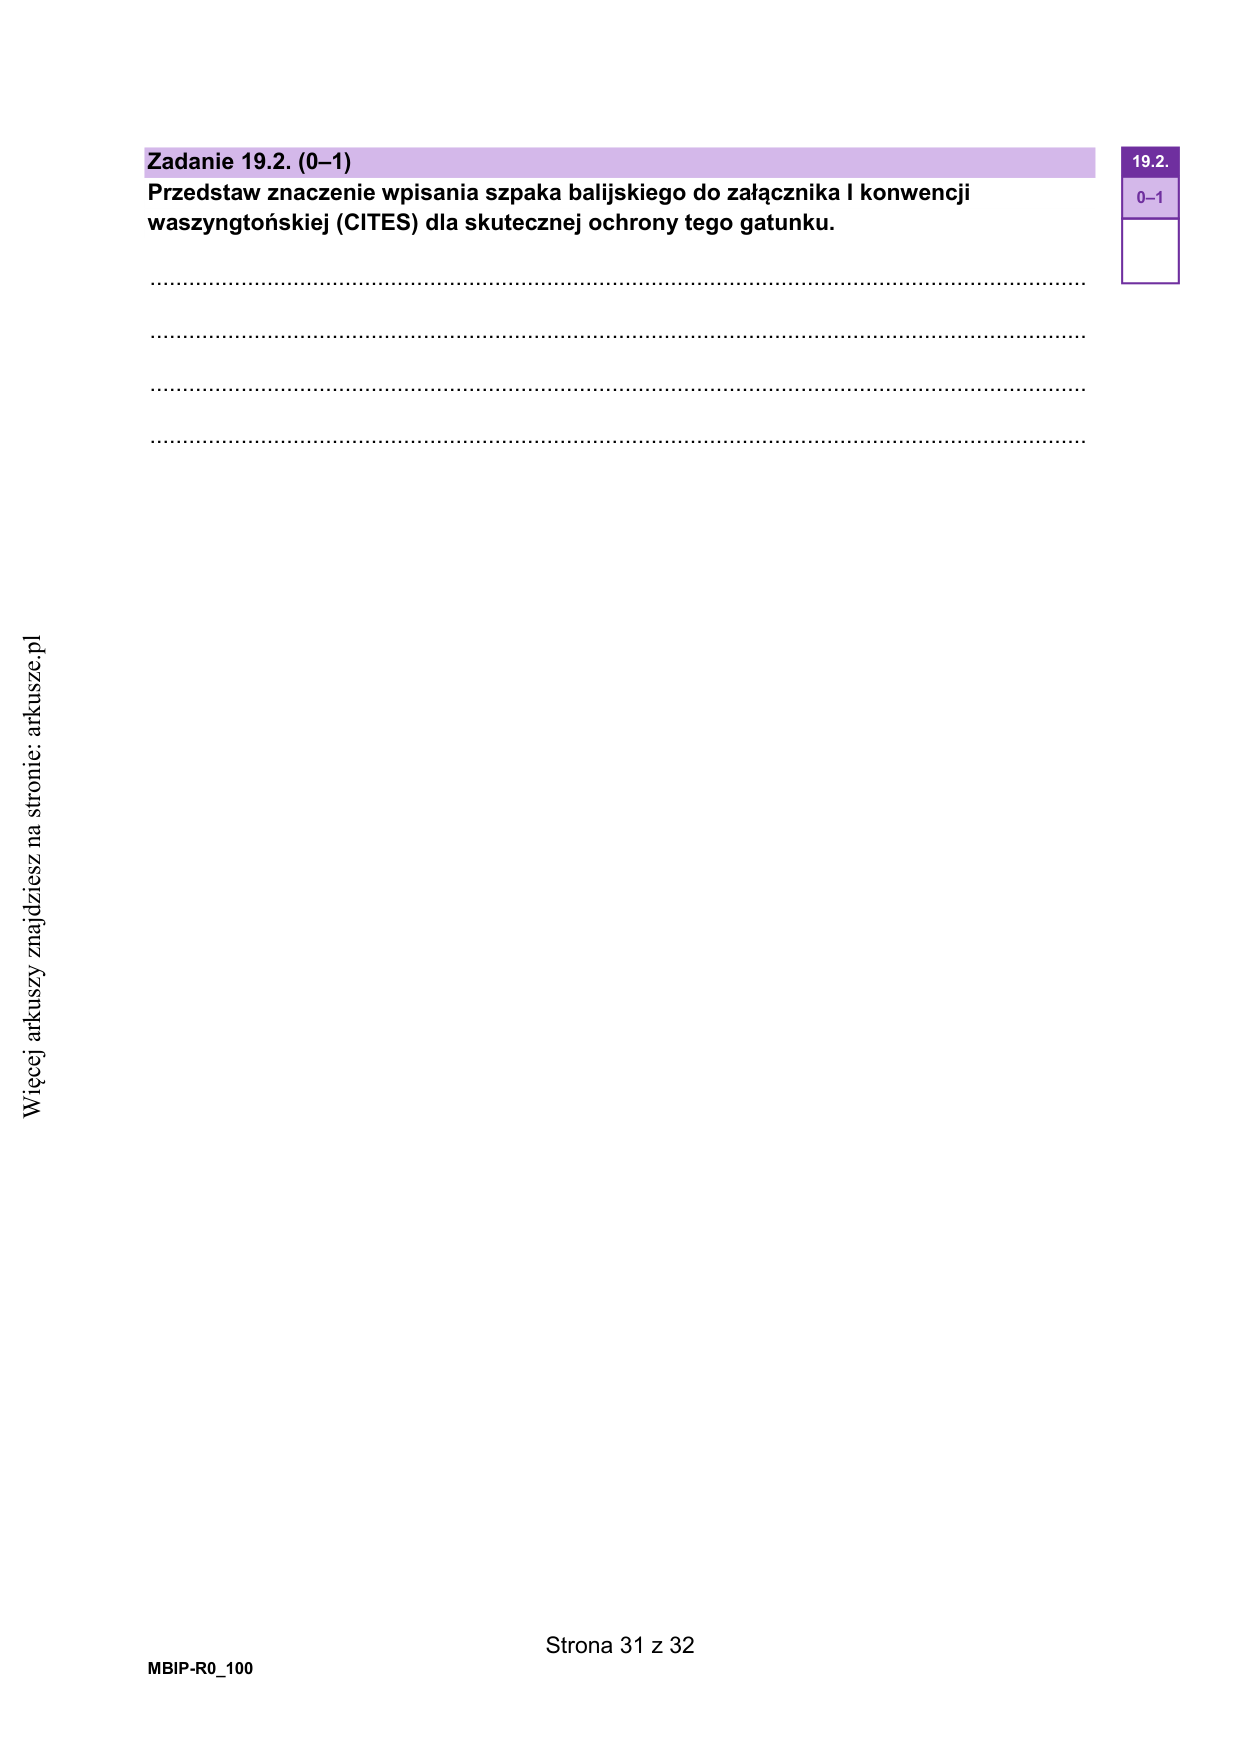 Zadanie 19.2. (0–1)
Przedstaw znaczenie wpisania szpaka balijskiego do załącznika I konwencji
waszyngtońskiej (CITES) dla skutecznej ochrony tego gatunku.
19.2.
0–1
Więcej arkuszy znajdziesz na stronie: arkusze.pl
Strona 31 z 32
MBIP-R0_100